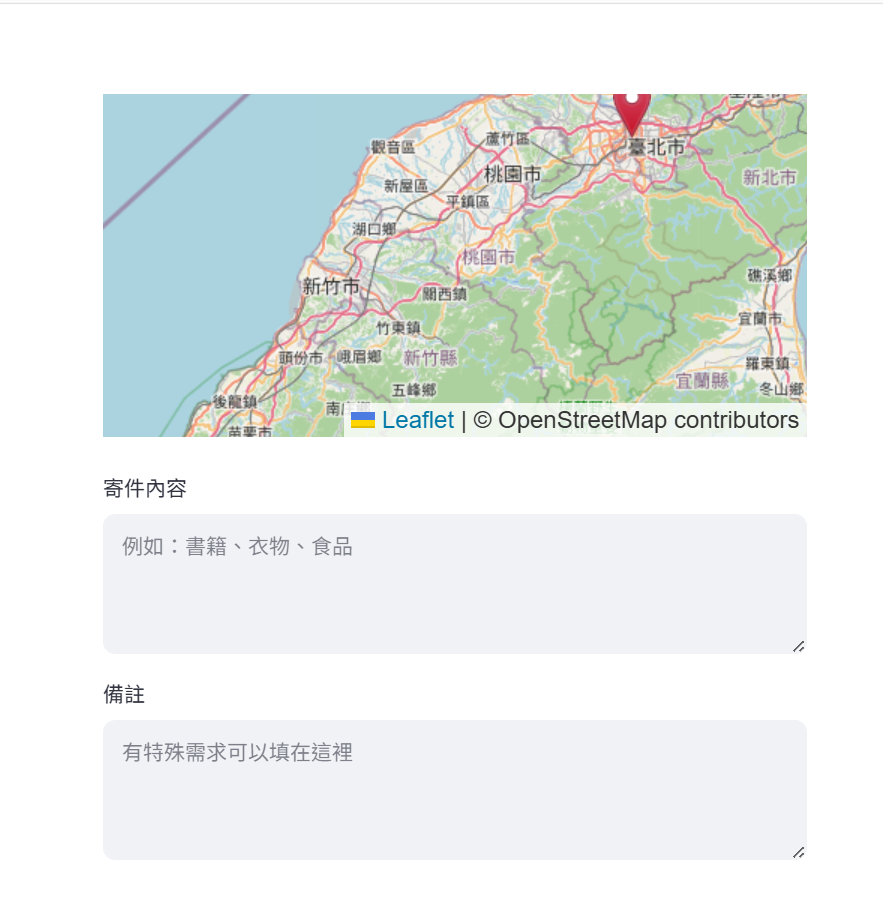 觀音區
蘆竹區
臺北市
桃園市
新北市
新屋區
平鎮區
湖口鄉
桃園市
礁溪鄉
新竹市
關西鎮
宜蘭市
竹東鎮
頭份市
峨眉鄉
新竹縣
羅東鎮
宜蘭縣
五峰鄉
冬山鄉
後龍鎮
苗栗市
Leaflet | © OpenStreetMap contributors
寄件內容
例如：書籍、衣物、食品
備註
有特殊需求可以填在這裡